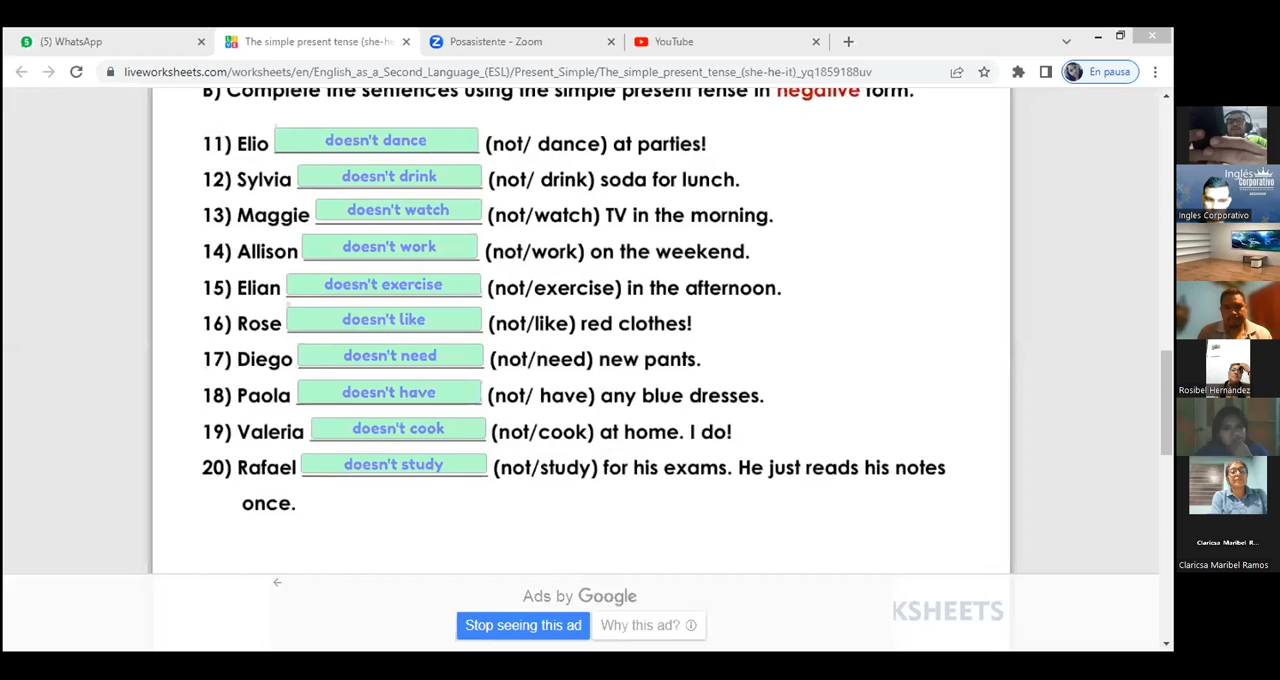 (5) WhatsApp
The simple present tense (she-he-
Posasistente - Zoom
YouTube
liveworksheets.com/worksheets/en/English_as_a_Second_Language_(ESL)/Present_Simple/The_simple_present_tense_(she-he-it)_yq1859188uv
En pausa
B) Complete the sentences using the simple present tense in negative form.
11) Elio doesn't dance (not/ dance) at parties!
12) Sylvia doesn't drink (not/ drink) soda for lunch.
13) Maggie doesn't watch (not/watch) TV in the morning.
14) Allison doesn't work (not/work) on the weekend.
15) Elian doesn't exercise (not/exercise) in the afternoon.
16) Rose doesn't like (not/like) red clothes!
17) Diego doesn't need (not/need) new pants.
18) Paola doesn't have (not/ have) any blue dresses.
19) Valeria doesn't cook (not/cook) at home. I do!
20) Rafael doesn't study (not/study) for his exams. He just reads his notes
once.
Ads by Google
Stop seeing this ad
Why this ad?
KSHEETS
Inglés
Corporativo
BEGINNER
Ingles Corporativo
Rosibel Hernández
Claricsa Maribel R...
Claricsa Maribel Ramos